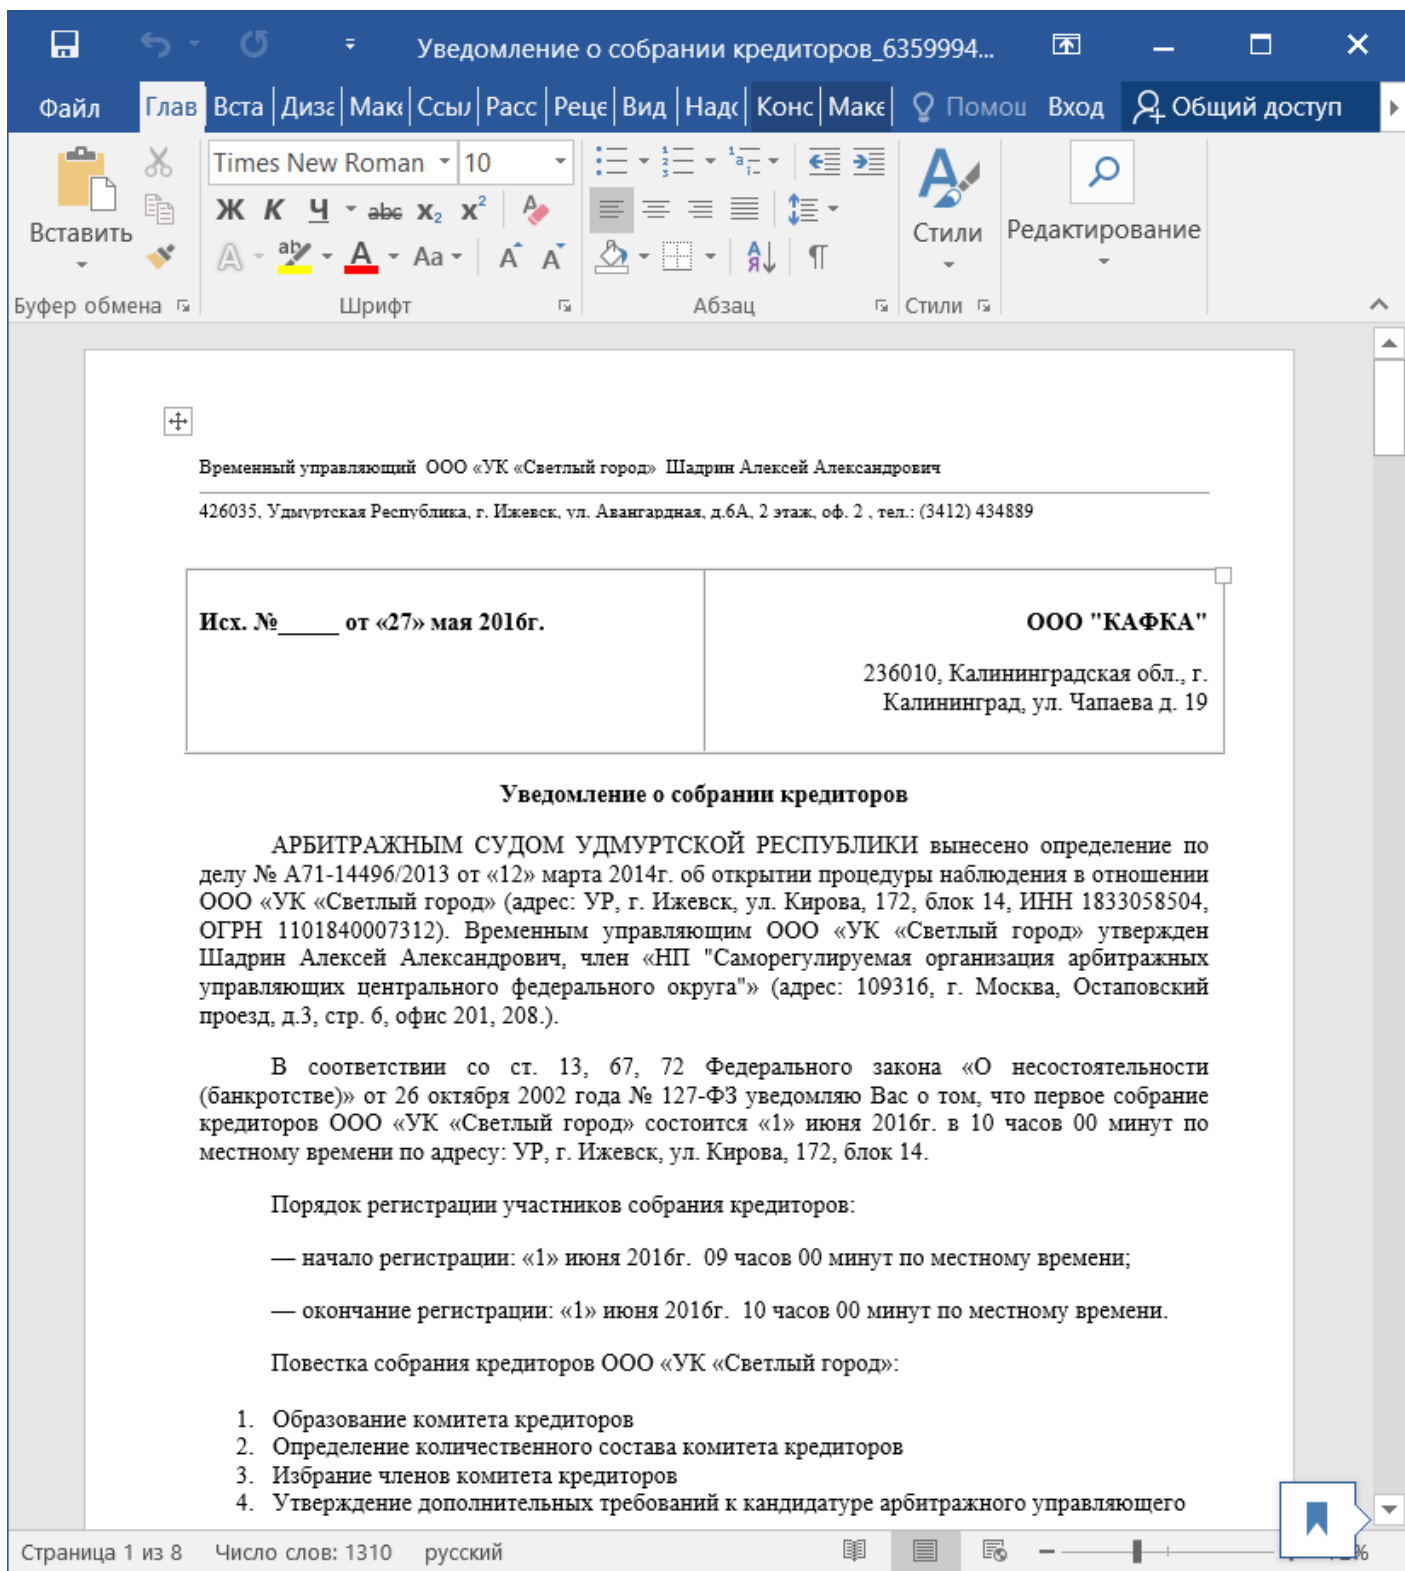 Уведомление о собрании кредиторов_6359994...
Файл Глав Вста Диза Маке Ссыл Расс Реце Вид Надс Конс Маке Помощ Вход Общий доступ
Times New Roman 10
Ж К Ч abc x₂ x²
Вставить
Стили Редактирование
A ab A Aa A A
Буфер обмена Шрифт Абзац Стили
Временный управляющий ООО «УК «Светлый город» Шадрин Алексей Александрович
426035, Удмуртская Республика, г. Ижевск, ул. Авангардная, д.6А, 2 этаж, оф. 2 , тел.: (3412) 434889
Исх. №_____ от «27» мая 2016г.
ООО "КАФКА"
236010, Калининградская обл., г.
Калининград, ул. Чапаева д. 19
Уведомление о собрании кредиторов
АРБИТРАЖНЫМ СУДОМ УДМУРТСКОЙ РЕСПУБЛИКИ вынесено определение по
делу № А71-14496/2013 от «12» марта 2014г. об открытии процедуры наблюдения в отношении
ООО «УК «Светлый город» (адрес: УР, г. Ижевск, ул. Кирова, 172, блок 14, ИНН 1833058504,
ОГРН 1101840007312). Временным управляющим ООО «УК «Светлый город» утвержден
Шадрин Алексей Александрович, член «НП "Саморегулируемая организация арбитражных
управляющих центрального федерального округа"» (адрес: 109316, г. Москва, Остаповский
проезд, д.3, стр. 6, офис 201, 208.).
В соответствии со ст. 13, 67, 72 Федерального закона «О несостоятельности
(банкротстве)» от 26 октября 2002 года № 127-ФЗ уведомляю Вас о том, что первое собрание
кредиторов ООО «УК «Светлый город» состоится «1» июня 2016г. в 10 часов 00 минут по
местному времени по адресу: УР, г. Ижевск, ул. Кирова, 172, блок 14.
Порядок регистрации участников собрания кредиторов:
— начало регистрации: «1» июня 2016г. 09 часов 00 минут по местному времени;
— окончание регистрации: «1» июня 2016г. 10 часов 00 минут по местному времени.
Повестка собрания кредиторов ООО «УК «Светлый город»:
1. Образование комитета кредиторов
2. Определение количественного состава комитета кредиторов
3. Избрание членов комитета кредиторов
4. Утверждение дополнительных требований к кандидатуре арбитражного управляющего
Страница 1 из 8 Число слов: 1310 русский